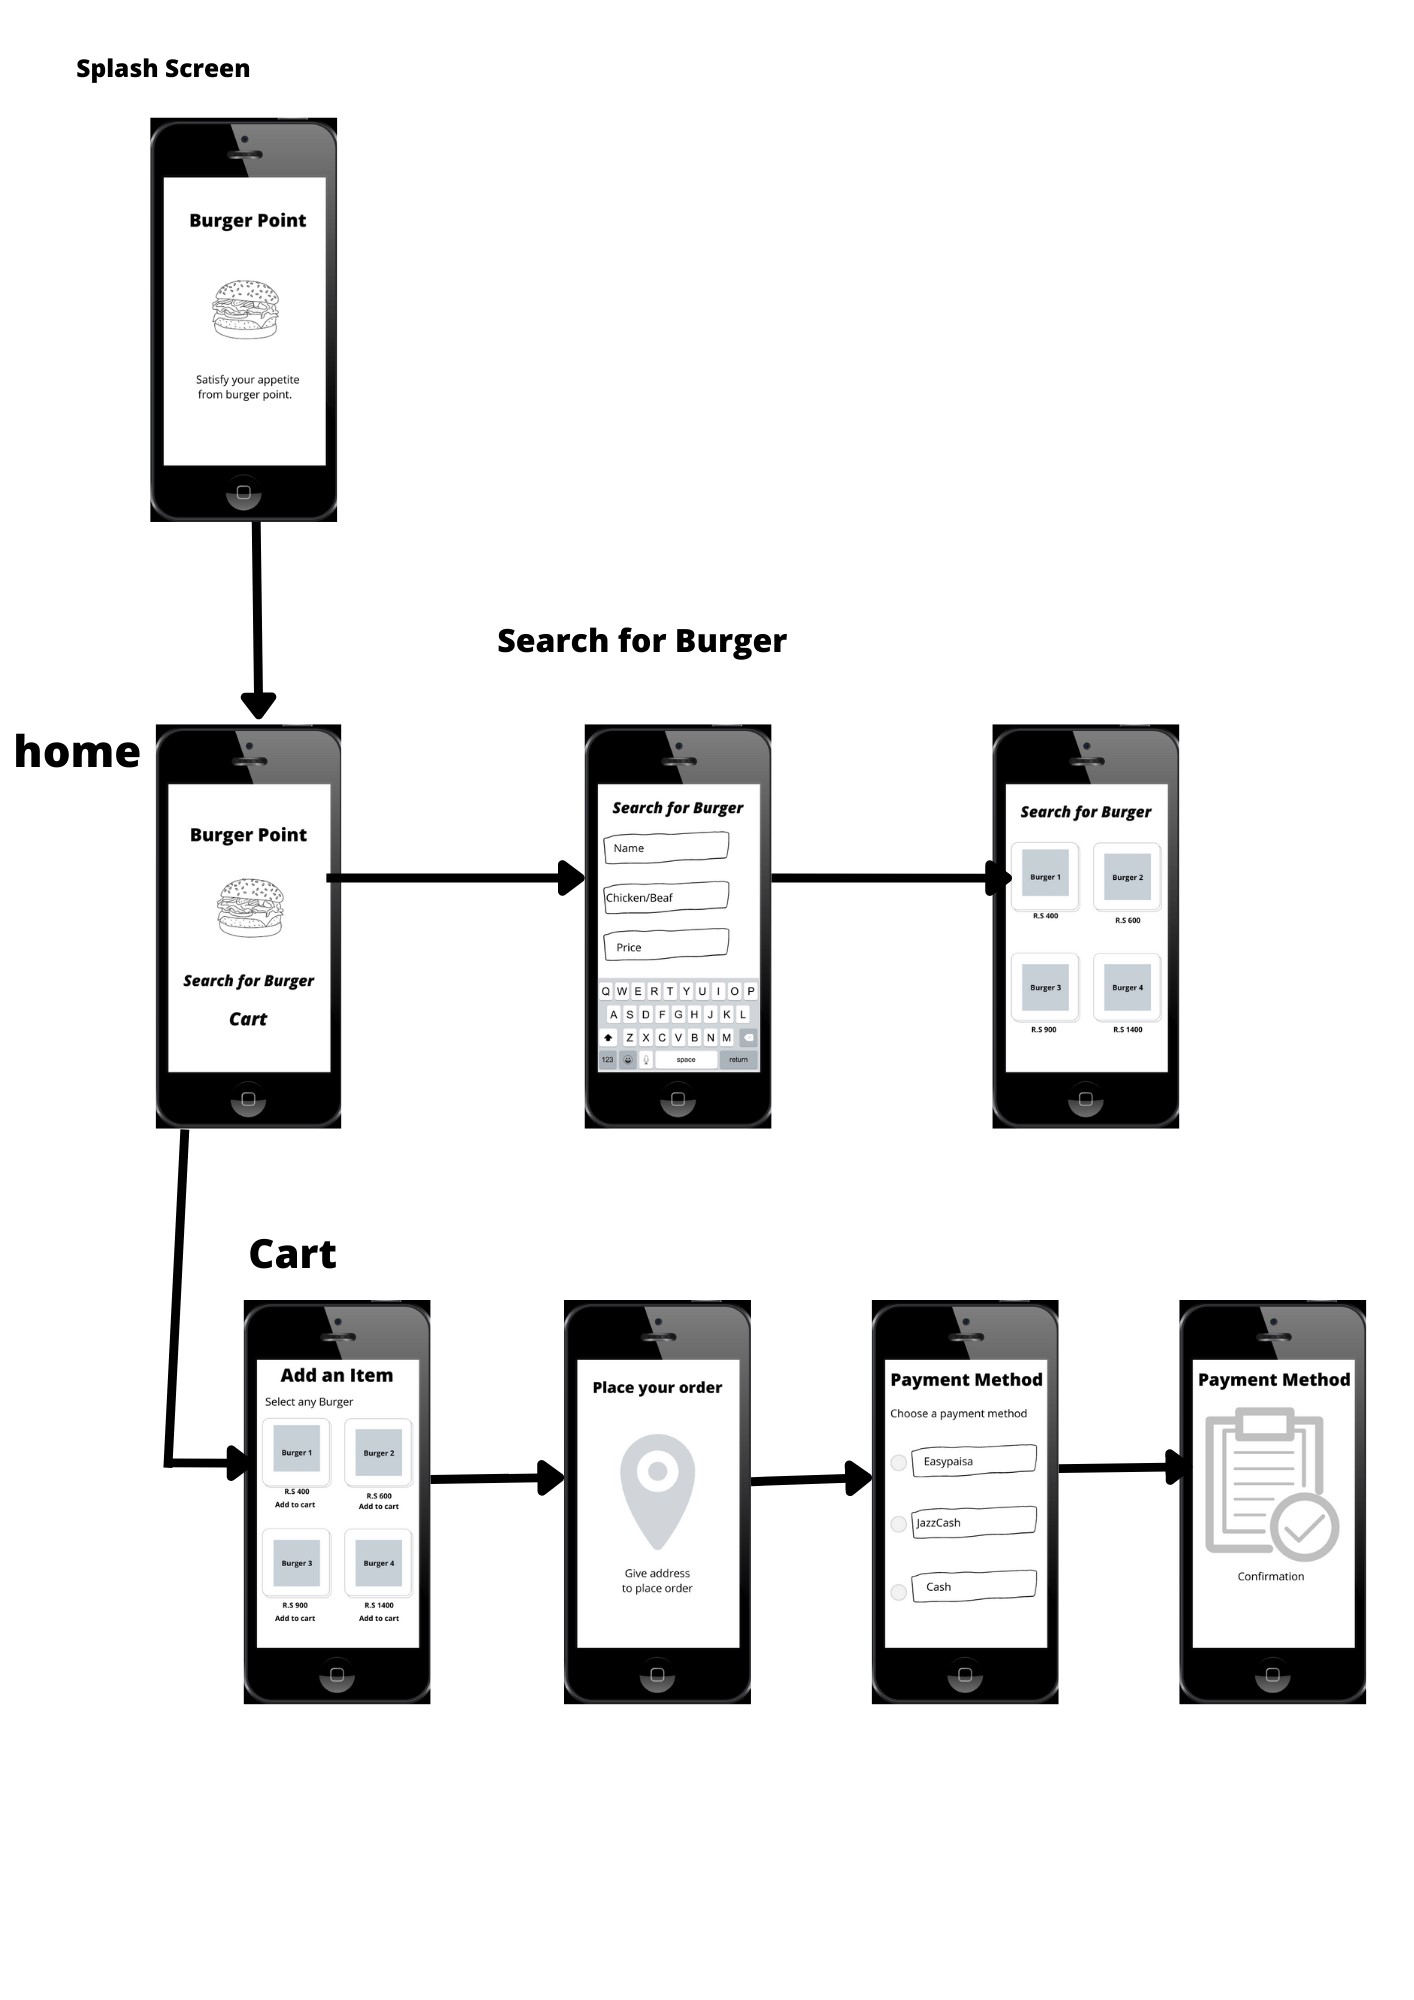 Splash Screen
Burger Point
Satisfy your appetite
from burger point.
Search for Burger
home
Burger Point
Search for Burger
Cart
Search for Burger
Name
Chicken/Beaf
Price
Q W E R T Y U I O P
A S D F G H J K L
Z X C V B N M
123 space return
Search for Burger
Burger 1
Burger 2
R.S 400
R.S 600
Burger 3
Burger 4
R.S 900
R.S 1400
Cart
Add an Item
Select any Burger
Burger 1
Burger 2
R.S 400
R.S 600
Add to cart
Add to cart
Burger 3
Burger 4
R.S 900
R.S 1400
Add to cart
Add to cart
Place your order
Give address
to place order
Payment Method
Choose a payment method
Easypaisa
JazzCash
Cash
Payment Method
Confirmation